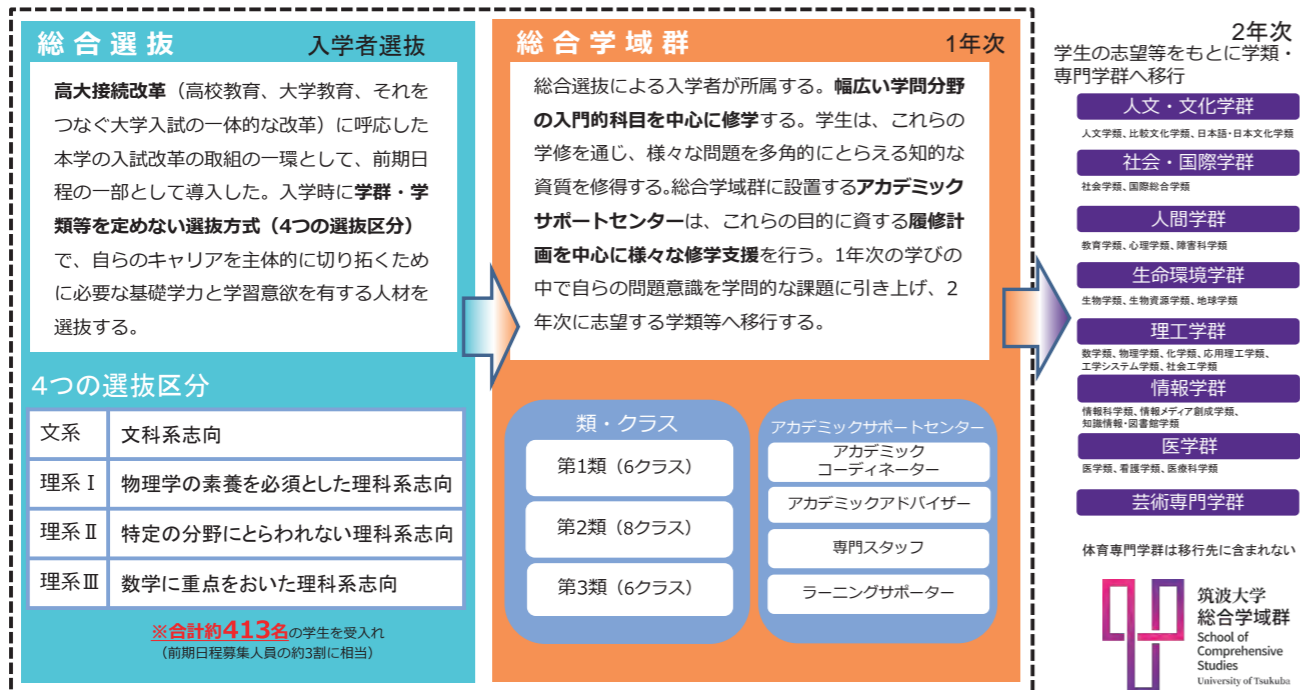 総合選抜 入学者選抜
高大接続改革（高校教育、大学教育、それを
つなぐ大学入試の一体的な改革）に呼応した
本学の入試改革の取組の一環として、前期日
程の一部として導入した。入学時に学群・学
類等を定めない選抜方式（4つの選抜区分）
で、自らのキャリアを主体的に切り拓くため
に必要な基礎学力と学習意欲を有する人材を
選抜する。
4つの選抜区分
文系 文科系志向
理系Ⅰ 物理学の素養を必須とした理科系志向
理系Ⅱ 特定の分野にとらわれない理科系志向
理系Ⅲ 数学に重点をおいた理科系志向
※合計約413名の学生を受入れ
（前期日程募集人員の約3割に相当）
総合学域群 1年次
総合選抜による入学者が所属する。幅広い学問分野
の入門的科目を中心に修学する。学生は、これらの
学修を通じ、様々な問題を多角的にとらえる知的な
資質を修得する。総合学域群に設置するアカデミック
サポートセンターは、これらの目的に資する履修計
画を中心に様々な修学支援を行う。1年次の学びの
中で自らの問題意識を学問的な課題に引き上げ、2
年次に志望する学類等へ移行する。
類・クラス
第1類（6クラス）
第2類（8クラス）
第3類（6クラス）
アカデミックサポートセンター
アカデミック
コーディネーター
アカデミックアドバイザー
専門スタッフ
ラーニングサポーター
2年次
学生の志望等をもとに学類・
専門学群へ移行
人文・文化学群
人文学類、比較文化学類、日本語・日本文化学類
社会・国際学群
社会学類、国際総合学類
人間学群
教育学類、心理学類、障害科学類
生命環境学群
生物学類、生物資源学類、地球学類
理工学群
数学類、物理学類、化学類、応用理工学類、
工学システム学類、社会工学類
情報学群
情報科学類、情報メディア創成学類、
知識情報・図書館学類
医学群
医学類、看護学類、医療科学類
芸術専門学群
体育専門学群は移行先に含まれない
筑波大学
総合学域群
School of
Comprehensive
Studies
University of Tsukuba